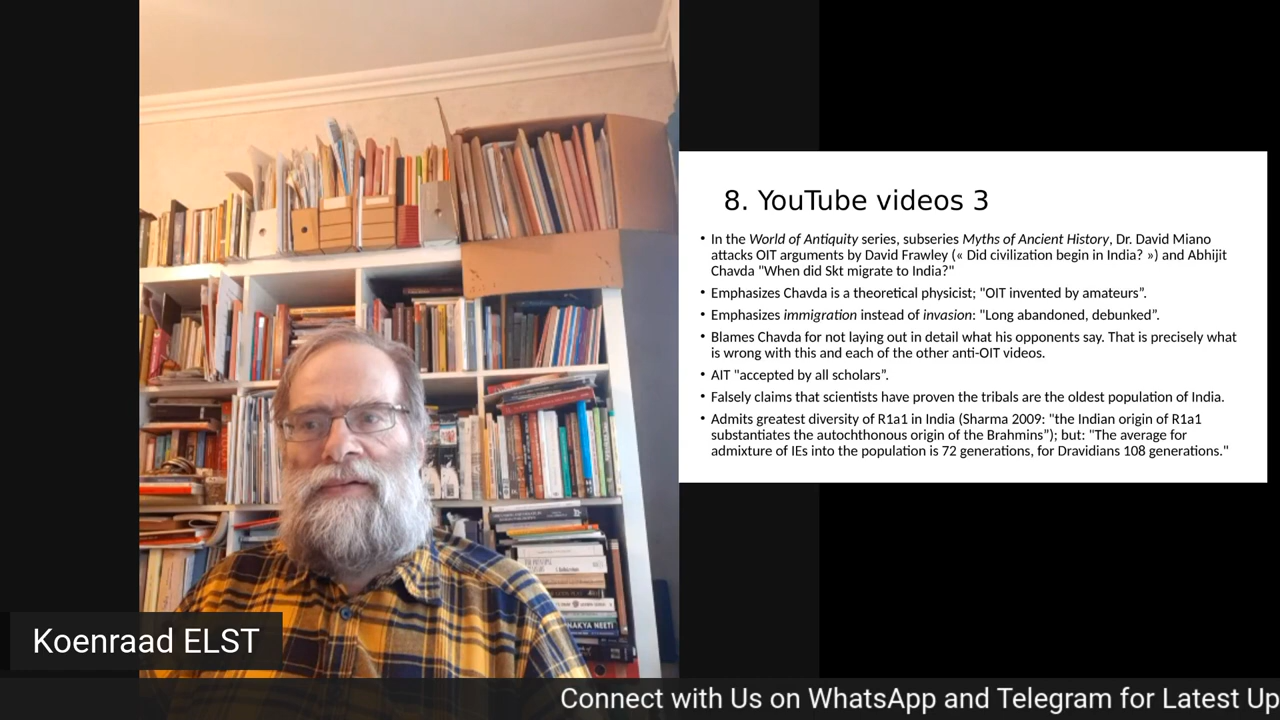 8. YouTube videos 3
• In the World of Antiquity series, subseries Myths of Ancient History, Dr. David Miano
attacks OIT arguments by David Frawley (« Did civilization begin in India? ») and Abhijit
Chavda "When did Skt migrate to India?"
• Emphasizes Chavda is a theoretical physicist; "OIT invented by amateurs”.
• Emphasizes immigration instead of invasion: "Long abandoned, debunked”.
• Blames Chavda for not laying out in detail what his opponents say. That is precisely what
is wrong with this and each of the other anti-OIT videos.
• AIT "accepted by all scholars”.
• Falsely claims that scientists have proven the tribals are the oldest population of India.
• Admits greatest diversity of R1a1 in India (Sharma 2009: "the Indian origin of R1a1
substantiates the autochthonous origin of the Brahmins”); but: "The average for
admixture of IEs into the population is 72 generations, for Dravidians 108 generations."
NAKYA NEETI
Koenraad ELST
Connect with Us on WhatsApp and Telegram for Latest Up